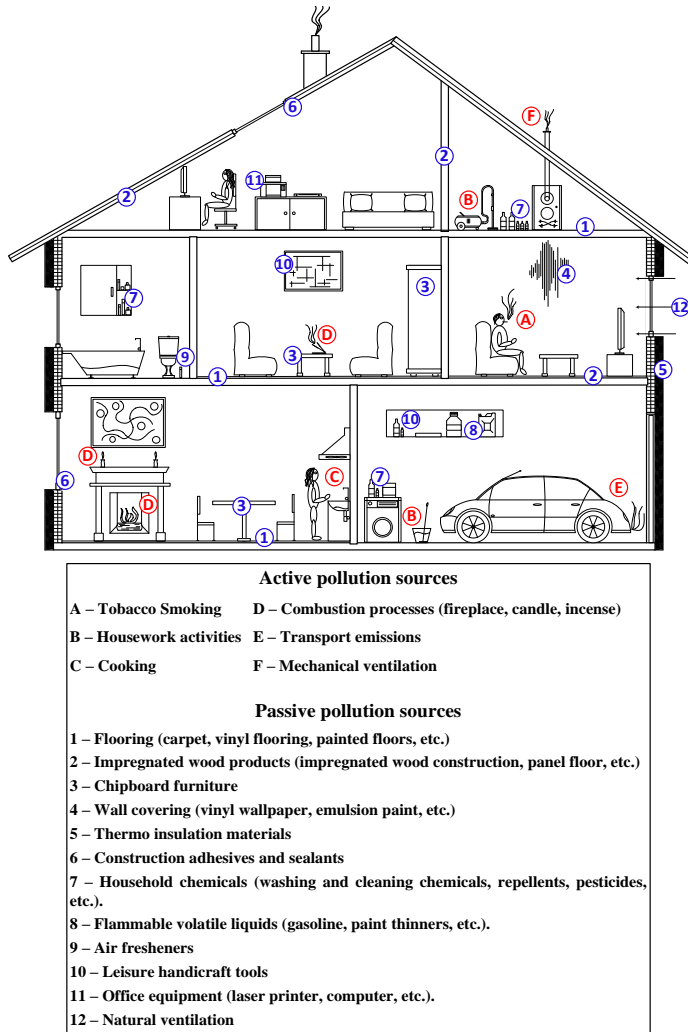 F
6
2
11
2
B
7
1
10
4
7
3
12
A
D
9
3
1
2
5
10
8
D
C
7
6
D
3
B
E
1
Active pollution sources
A – Tobacco Smoking D – Combustion processes (fireplace, candle, incense)
B – Housework activities E – Transport emissions
C – Cooking F – Mechanical ventilation
Passive pollution sources
1 – Flooring (carpet, vinyl flooring, painted floors, etc.)
2 – Impregnated wood products (impregnated wood construction, panel floor, etc.)
3 – Chipboard furniture
4 – Wall covering (vinyl wallpaper, emulsion paint, etc.)
5 – Thermo insulation materials
6 – Construction adhesives and sealants
7 – Household chemicals (washing and cleaning chemicals, repellents, pesticides,
etc.).
8 – Flammable volatile liquids (gasoline, paint thinners, etc.).
9 – Air fresheners
10 – Leisure handicraft tools
11 – Office equipment (laser printer, computer, etc.).
12 – Natural ventilation